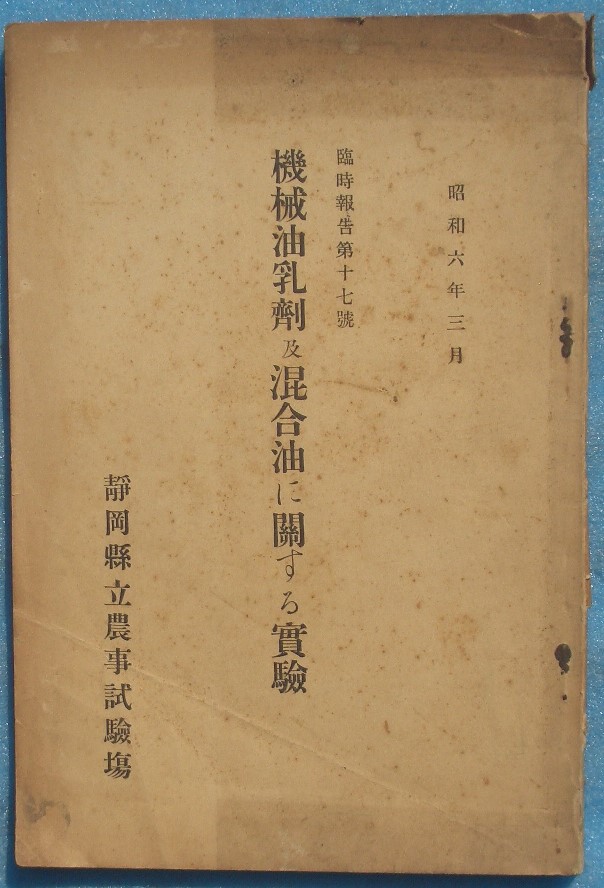 昭和六年三月
臨時報告第十七號
機械油乳劑及混合油に關する實驗
靜岡縣立農事試驗塲